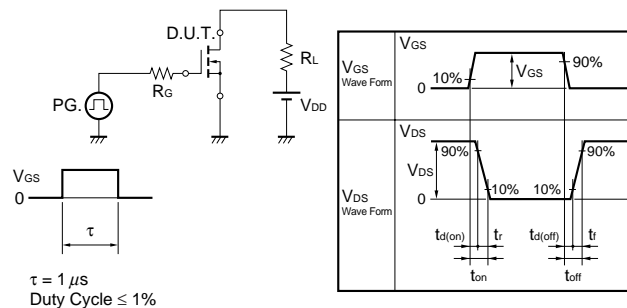 D.U.T.
RL
RG
PG.
VDD
VGS
0
τ
τ = 1 μs
Duty Cycle ≤ 1%
VGS
Wave Form
VGS
10%
VGS
90%
0
VDS
Wave Form
VDS
90%
90%
VDS
10%
10%
0
td(on)
tr
td(off)
tf
ton
toff